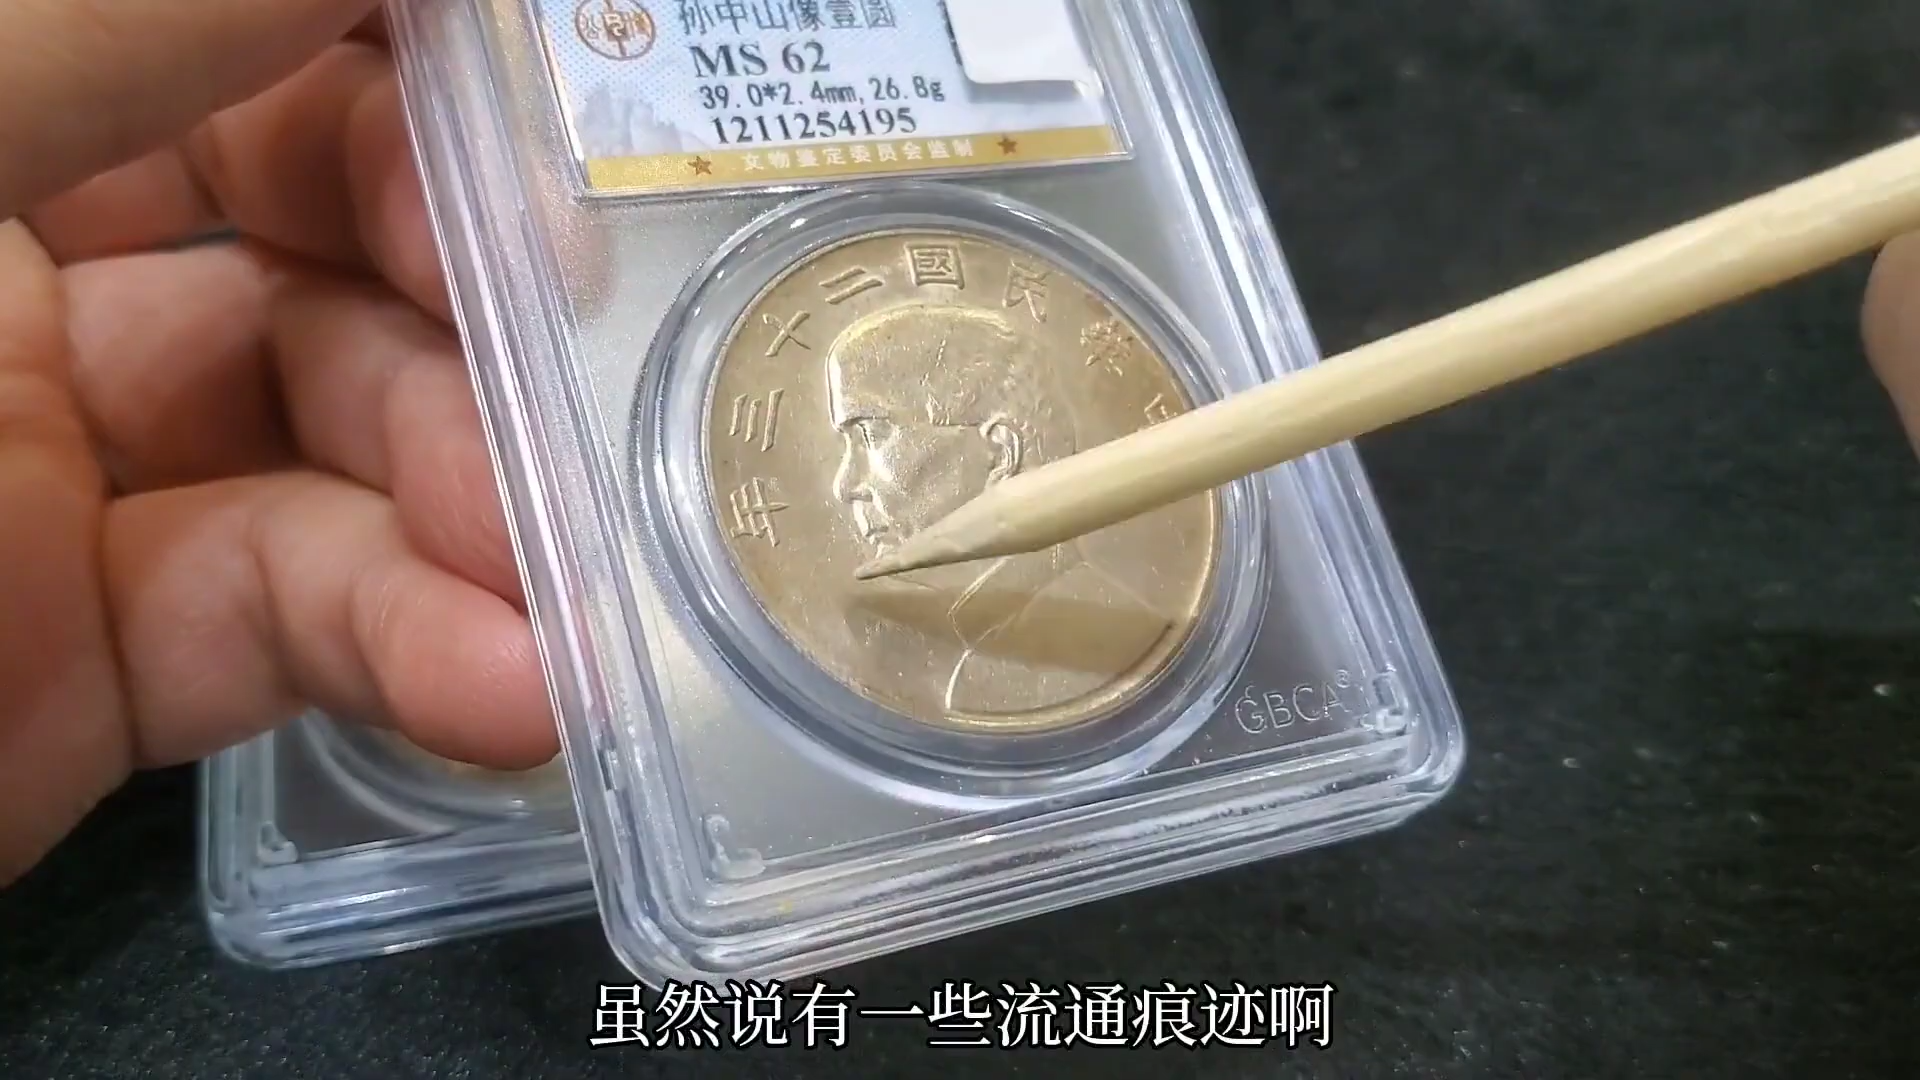 孙中山像壹圆
MS 62
39.0*2.4mm, 26.8g
1211254195
★ 文物鉴定委员会监制 ★
華民國二十三年
GBCA®
虽然说有一些流通痕迹啊